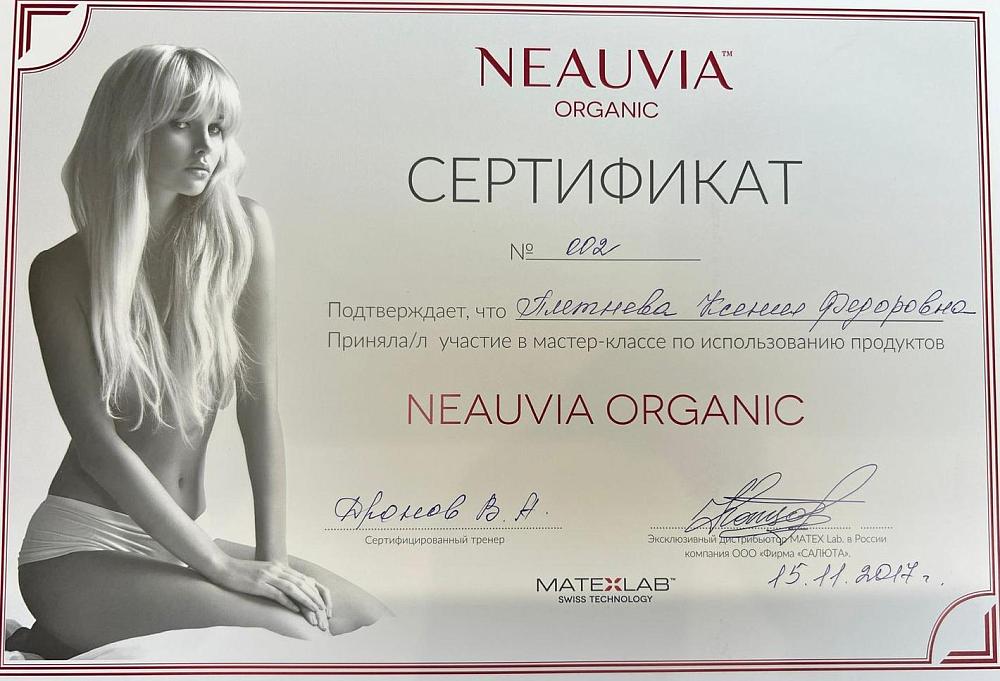 NEAUVIA™
ORGANIC
СЕРТИФИКАТ
№ 002
Подтверждает, что Плетнева Ксения Федоровна
Приняла/л участие в мастер-классе по использованию продуктов
NEAUVIA ORGANIC
Дронов В. А.
Сертифицированный тренер
Эксклюзивный дистрибьютор MATEX Lab. в России
компания ООО «Фирма «САЛЮТА».
15.11.2017 г.
MATEXLAB™
SWISS TECHNOLOGY